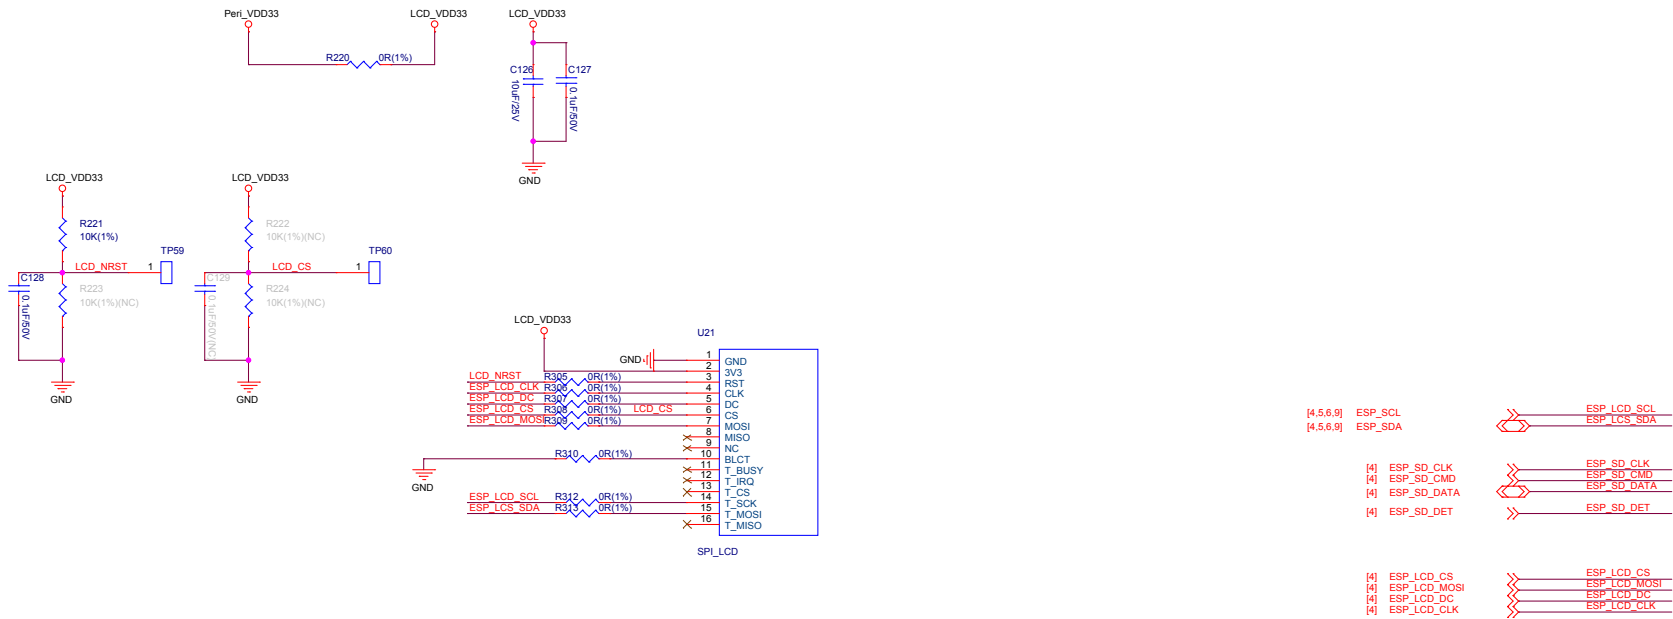 Peri_VDD33
LCD_VDD33
LCD_VDD33
R220
0R(1%)
C126
10uF/25V
C127
0.1uF/50V
GND
LCD_VDD33
R221
10K(1%)
LCD_NRST
1
TP59
C128
0.1uF/50V
R223
10K(1%)(NC)
GND
LCD_VDD33
R222
10K(1%)(NC)
LCD_CS
1
TP60
C129
0.1uF/50V(NC)
R224
10K(1%)(NC)
GND
LCD_VDD33
U21
GND
1 GND
2 3V3
LCD_NRST R305 0R(1%) 3 RST
ESP_LCD_CLK R306 0R(1%) 4 CLK
ESP_LCD_DC R307 0R(1%) 5 DC
ESP_LCD_CS R308 0R(1%) LCD_CS 6 CS
ESP_LCD_MOSI R309 0R(1%) 7 MOSI
8 MISO
9 NC
R310 0R(1%) 10 BLCT
GND
11 T_BUSY
12 T_IRQ
13 T_CS
ESP_LCD_SCL R312 0R(1%) 14 T_SCK
ESP_LCS_SDA R313 0R(1%) 15 T_MOSI
16 T_MISO
SPI_LCD
[4,5,6,9] ESP_SCL ESP_LCD_SCL
[4,5,6,9] ESP_SDA ESP_LCS_SDA
[4] ESP_SD_CLK ESP_SD_CLK
[4] ESP_SD_CMD ESP_SD_CMD
[4] ESP_SD_DATA ESP_SD_DATA
[4] ESP_SD_DET ESP_SD_DET
[4] ESP_LCD_CS ESP_LCD_CS
[4] ESP_LCD_MOSI ESP_LCD_MOSI
[4] ESP_LCD_DC ESP_LCD_DC
[4] ESP_LCD_CLK ESP_LCD_CLK